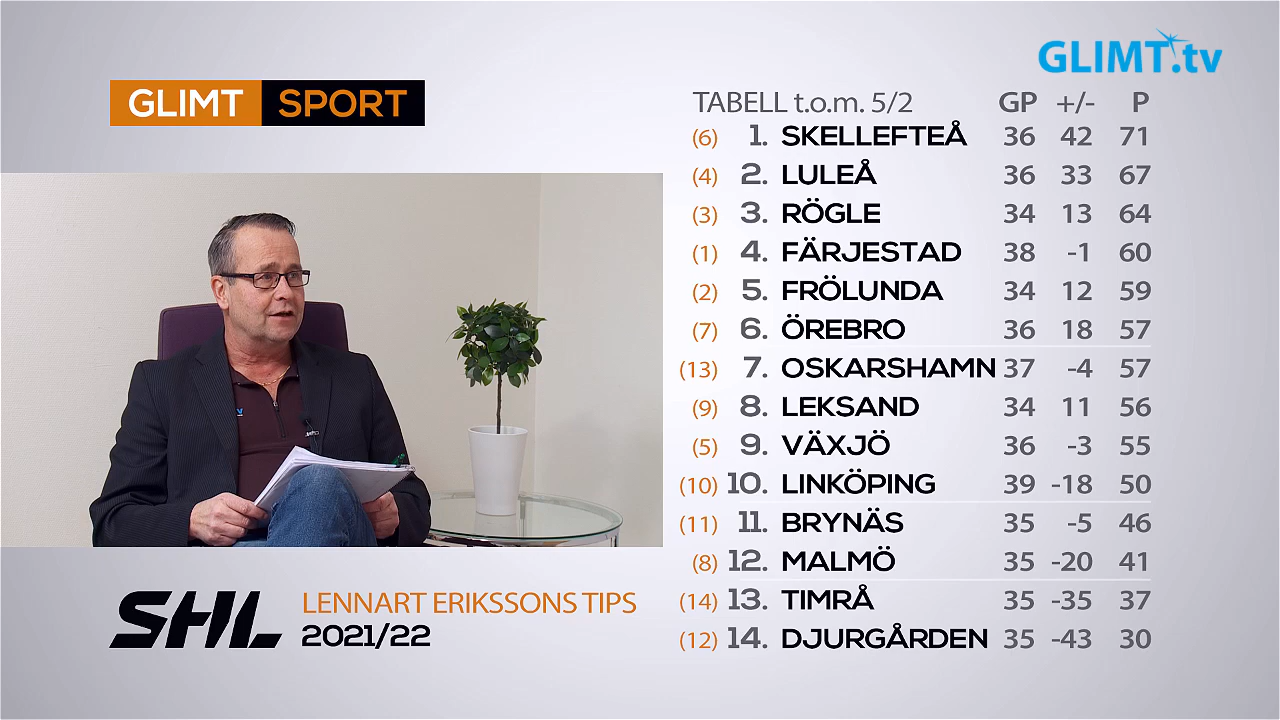 GLIMT.tv
GLIMT SPORT
TABELL t.o.m. 5/2 GP +/- P
(6) 1. SKELLEFTEÅ 36 42 71
(4) 2. LULEÅ 36 33 67
(3) 3. RÖGLE 34 13 64
(1) 4. FÄRJESTAD 38 -1 60
(2) 5. FRÖLUNDA 34 12 59
(7) 6. ÖREBRO 36 18 57
(13) 7. OSKARSHAMN 37 -4 57
(9) 8. LEKSAND 34 11 56
(5) 9. VÄXJÖ 36 -3 55
(10) 10. LINKÖPING 39 -18 50
(11) 11. BRYNÄS 35 -5 46
(8) 12. MALMÖ 35 -20 41
(14) 13. TIMRÅ 35 -35 37
(12) 14. DJURGÅRDEN 35 -43 30
SHL
LENNART ERIKSSONS TIPS
2021/22